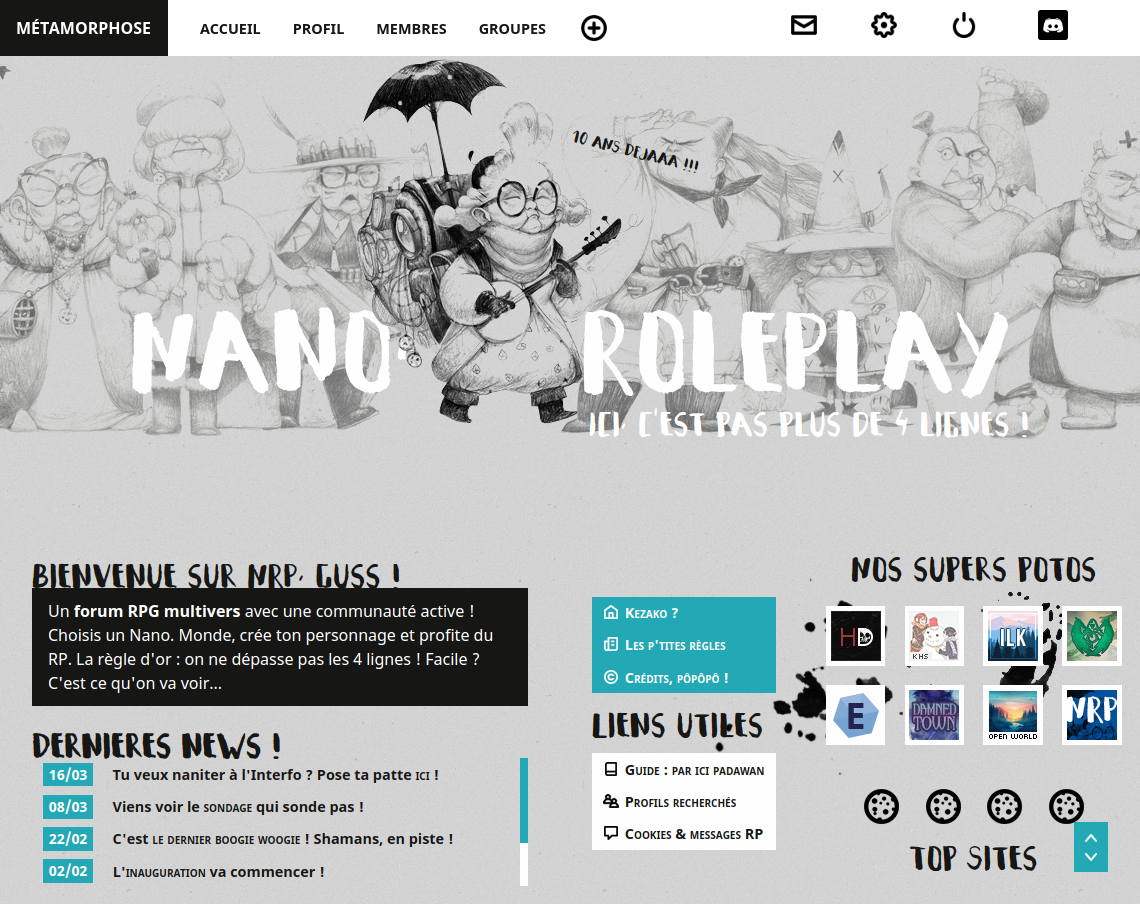 MÉTAMORPHOSE ACCUEIL PROFIL MEMBRES GROUPES
10 ANS DEJAAA !!!
NANO· ROLEPLAY
ICI, C'EST PAS PLUS DE 4 LIGNES !
BIENVENUE SUR NRP, GUSS !
Un forum RPG multivers avec une communauté active !
Choisis un Nano. Monde, crée ton personnage et profite du
RP. La règle d'or : on ne dépasse pas les 4 lignes ! Facile ?
C'est ce qu'on va voir...
DERNIERES NEWS !
16/03 Tu veux naniter à l'Interfo ? Pose ta patte ici !
08/03 Viens voir le sondage qui sonde pas !
22/02 C'est le dernier boogie woogie ! Shamans, en piste !
02/02 L'inauguration va commencer !
Kezako ?
Les p'tites règles
Crédits, pôpôpô !
LIENS UTILES
Guide : par ici padawan
Profils recherchés
Cookies & messages RP
NOS SUPERS POTOS
HD KHS ILK
E DAMNED TOWN OPEN WORLD NRP
TOP SITES